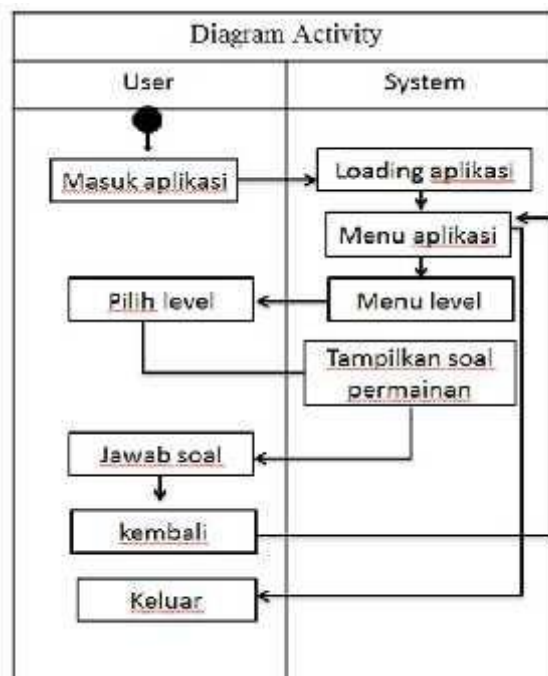 Diagram Activity
User
System
Masuk aplikasi
Loading aplikasi
Menu aplikasi
Pilih level
Menu level
Tampilkan soal
permainan
Jawab soal
kembali
Keluar